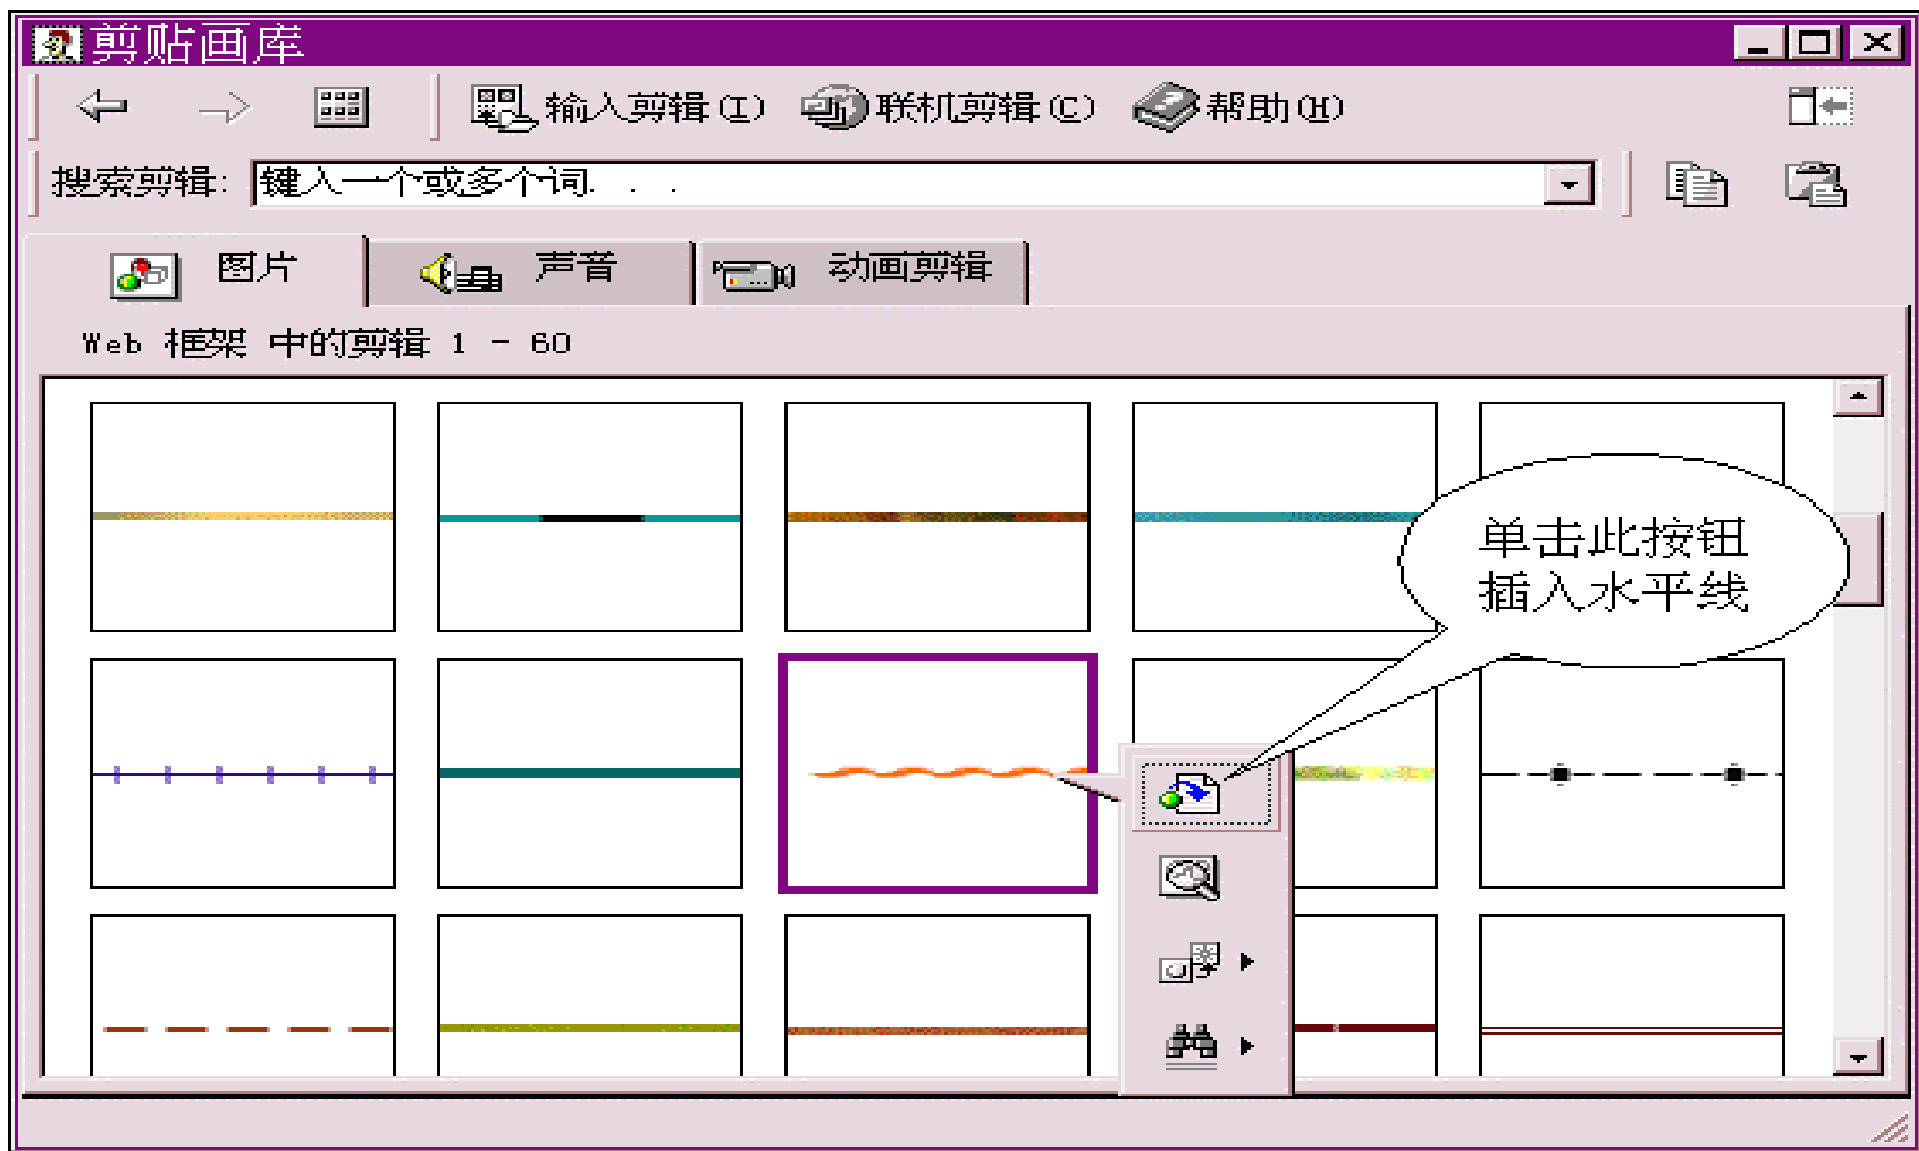 剪贴画库
输入剪辑(I) 联机剪辑(C) 帮助(H)
搜索剪辑: 键入一个或多个词. . .
图片 声音 动画剪辑
Web 框架 中的剪辑 1 - 60
单击此按钮
插入水平线